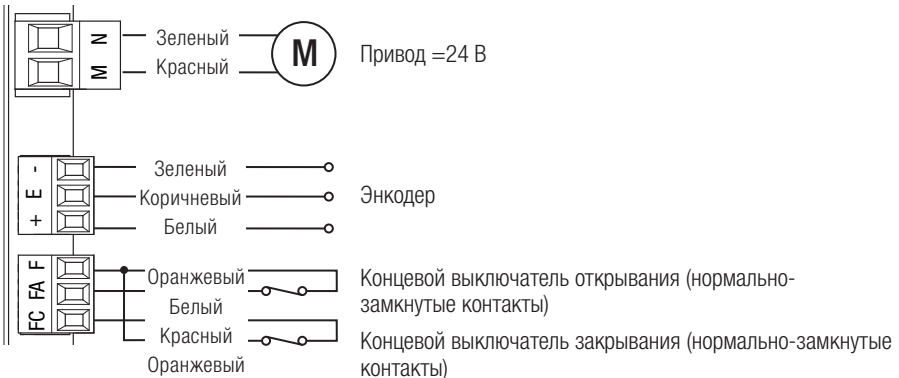 N Зеленый
M Красный
M
Привод =24 В
- Зеленый
E Коричневый
+ Белый
Энкодер
F Оранжевый
FA Белый
FC Красный
Оранжевый
Концевой выключатель открывания (нормально-
замкнутые контакты)
Концевой выключатель закрывания (нормально-замкнутые
контакты)